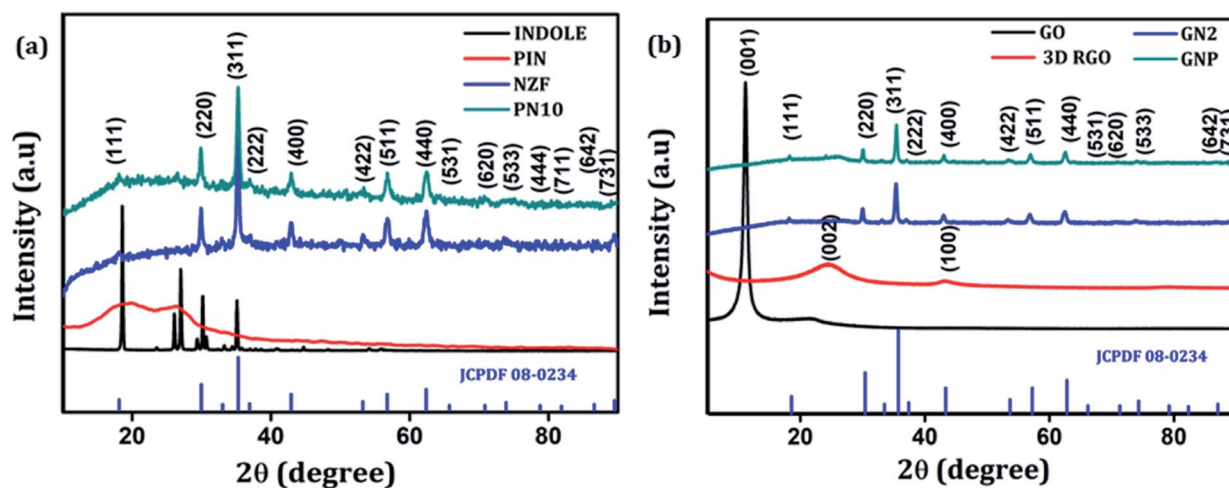 (a)
INDOLE
PIN
NZF
PN10
(111)
(220)
(311)
(222)
(400)
(422)
(511)
(440)
(531)
(620)
(533)
(444)
(711)
(642)
(731)
JCPDF 08-0234
Intensity (a.u)
20 40 60 80
2θ (degree)
(b)
GO
3D RGO
GN2
GNP
(001)
(111)
(220)
(311)
(222)
(400)
(422)
(511)
(440)
(531)
(620)
(533)
(642)
(731)
(002)
(100)
JCPDF 08-0234
Intensity (a.u)
20 40 60 80
2θ (degree)